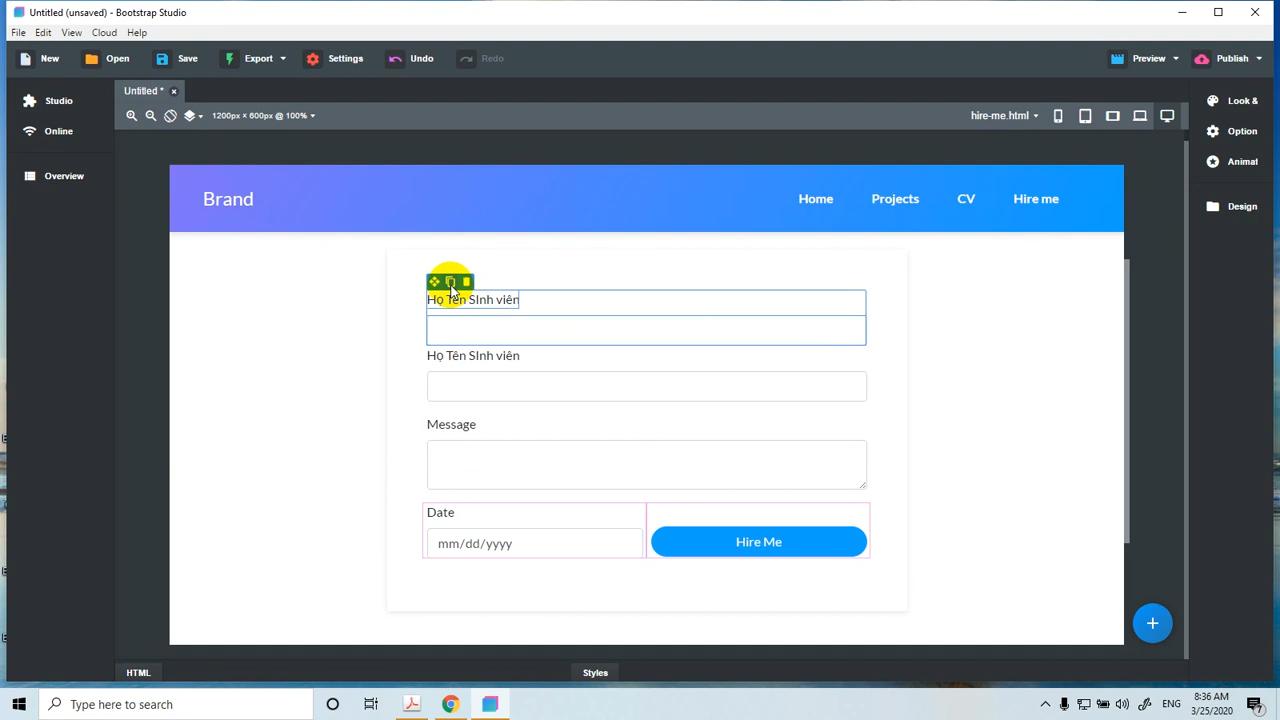 Untitled (unsaved) - Bootstrap Studio
File Edit View Cloud Help
New Open Save Export Settings Undo Redo Preview Publish
Untitled *
Studio
Online
Overview
1200px × 600px @ 100%
hire-me.html
Look &
Option
Animat
Design
Brand
Home Projects CV Hire me
Họ Tên SInh viên
Họ Tên SInh viên
Message
Date
mm/dd/yyyy
Hire Me
HTML
Styles
Type here to search
ENG
8:36 AM
3/25/2020
7